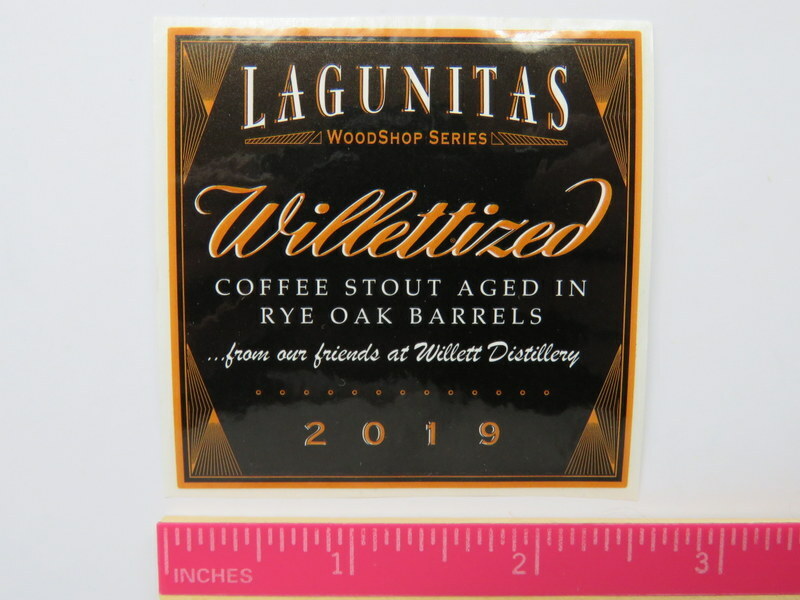 LAGUNITAS
WOODSHOP SERIES
Willettized
COFFEE STOUT AGED IN
RYE OAK BARRELS
...from our friends at Willett Distillery
2019
1 2 3
INCHES